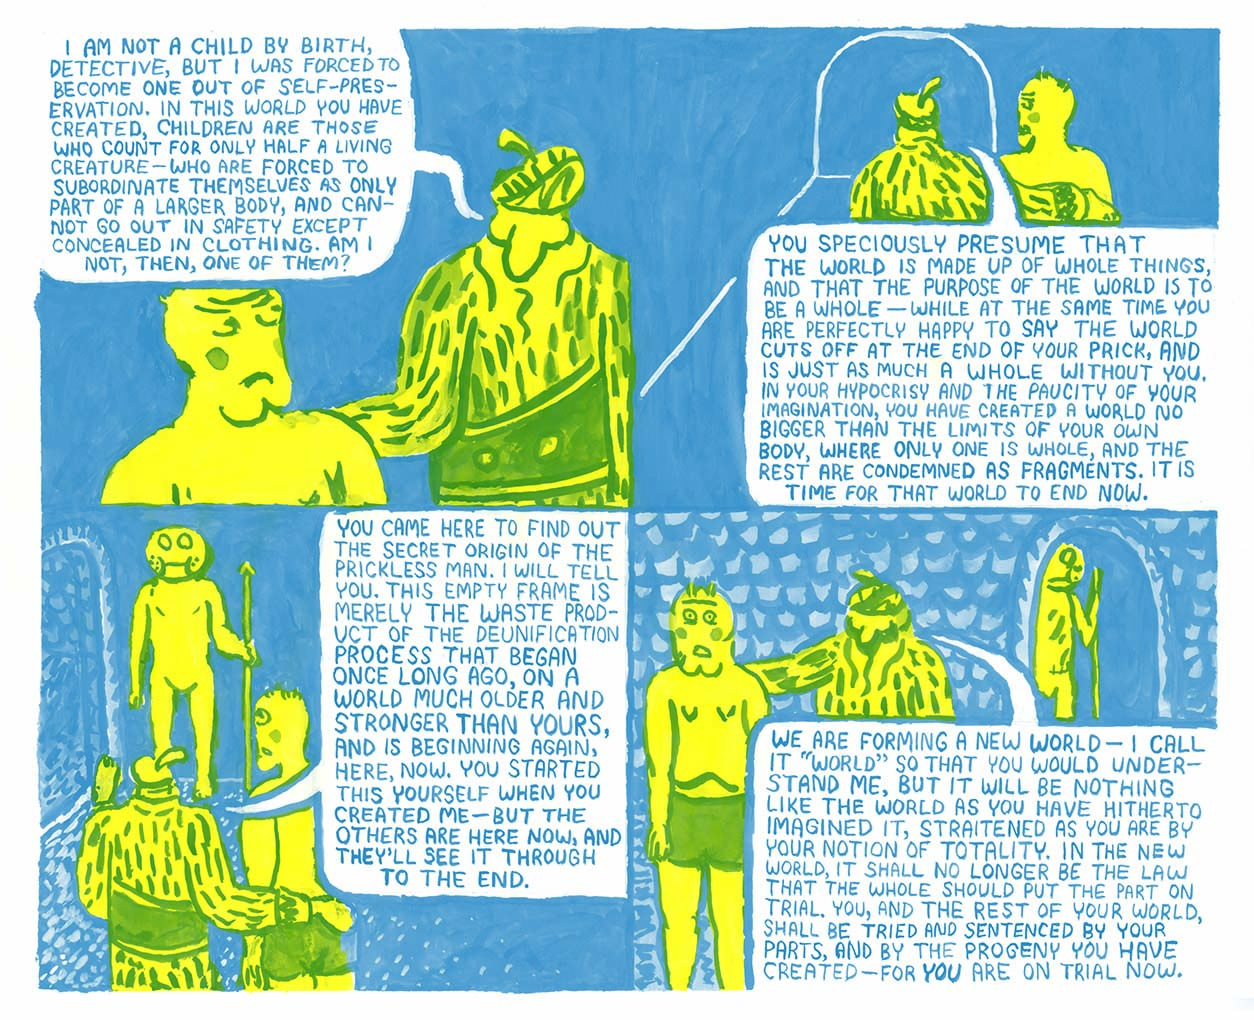 I AM NOT A CHILD BY BIRTH,
DETECTIVE, BUT I WAS FORCED TO
BECOME ONE OUT OF SELF-PRES-
ERVATION. IN THIS WORLD YOU HAVE
CREATED, CHILDREN ARE THOSE
WHO COUNT FOR ONLY HALF A LIVING
CREATURE—WHO ARE FORCED TO
SUBORDINATE THEMSELVES AS ONLY
PART OF A LARGER BODY, AND CAN-
NOT GO OUT IN SAFETY EXCEPT
CONCEALED IN CLOTHING. AM I
NOT, THEN, ONE OF THEM?
YOU SPECIOUSLY PRESUME THAT
THE WORLD IS MADE UP OF WHOLE THINGS,
AND THAT THE PURPOSE OF THE WORLD IS TO
BE A WHOLE—WHILE AT THE SAME TIME YOU
ARE PERFECTLY HAPPY TO SAY THE WORLD
CUTS OFF AT THE END OF YOUR PRICK, AND
IS JUST AS MUCH A WHOLE WITHOUT YOU.
IN YOUR HYPOCRISY AND THE PAUCITY OF YOUR
IMAGINATION, YOU HAVE CREATED A WORLD NO
BIGGER THAN THE LIMITS OF YOUR OWN
BODY, WHERE ONLY ONE IS WHOLE, AND THE
REST ARE CONDEMNED AS FRAGMENTS. IT IS
TIME FOR THAT WORLD TO END NOW.
YOU CAME HERE TO FIND OUT
THE SECRET ORIGIN OF THE
PRICKLESS MAN. I WILL TELL
YOU. THIS EMPTY FRAME IS
MERELY THE WASTE PROD-
UCT OF THE DEUNIFICATION
PROCESS THAT BEGAN
ONCE LONG AGO, ON A
WORLD MUCH OLDER AND
STRONGER THAN YOURS,
AND IS BEGINNING AGAIN,
HERE, NOW. YOU STARTED
THIS YOURSELF WHEN YOU
CREATED ME—BUT THE
OTHERS ARE HERE NOW, AND
THEY'LL SEE IT THROUGH
TO THE END.
WE ARE FORMING A NEW WORLD—I CALL
IT "WORLD" SO THAT YOU WOULD UNDER-
STAND ME, BUT IT WILL BE NOTHING
LIKE THE WORLD AS YOU HAVE HITHERTO
IMAGINED IT, STRAITENED AS YOU ARE BY
YOUR NOTION OF TOTALITY. IN THE NEW
WORLD, IT SHALL NO LONGER BE THE LAW
THAT THE WHOLE SHOULD PUT THE PART ON
TRIAL. YOU, AND THE REST OF YOUR WORLD,
SHALL BE TRIED AND SENTENCED BY YOUR
PARTS, AND BY THE PROGENY YOU HAVE
CREATED—FOR YOU ARE ON TRIAL NOW.